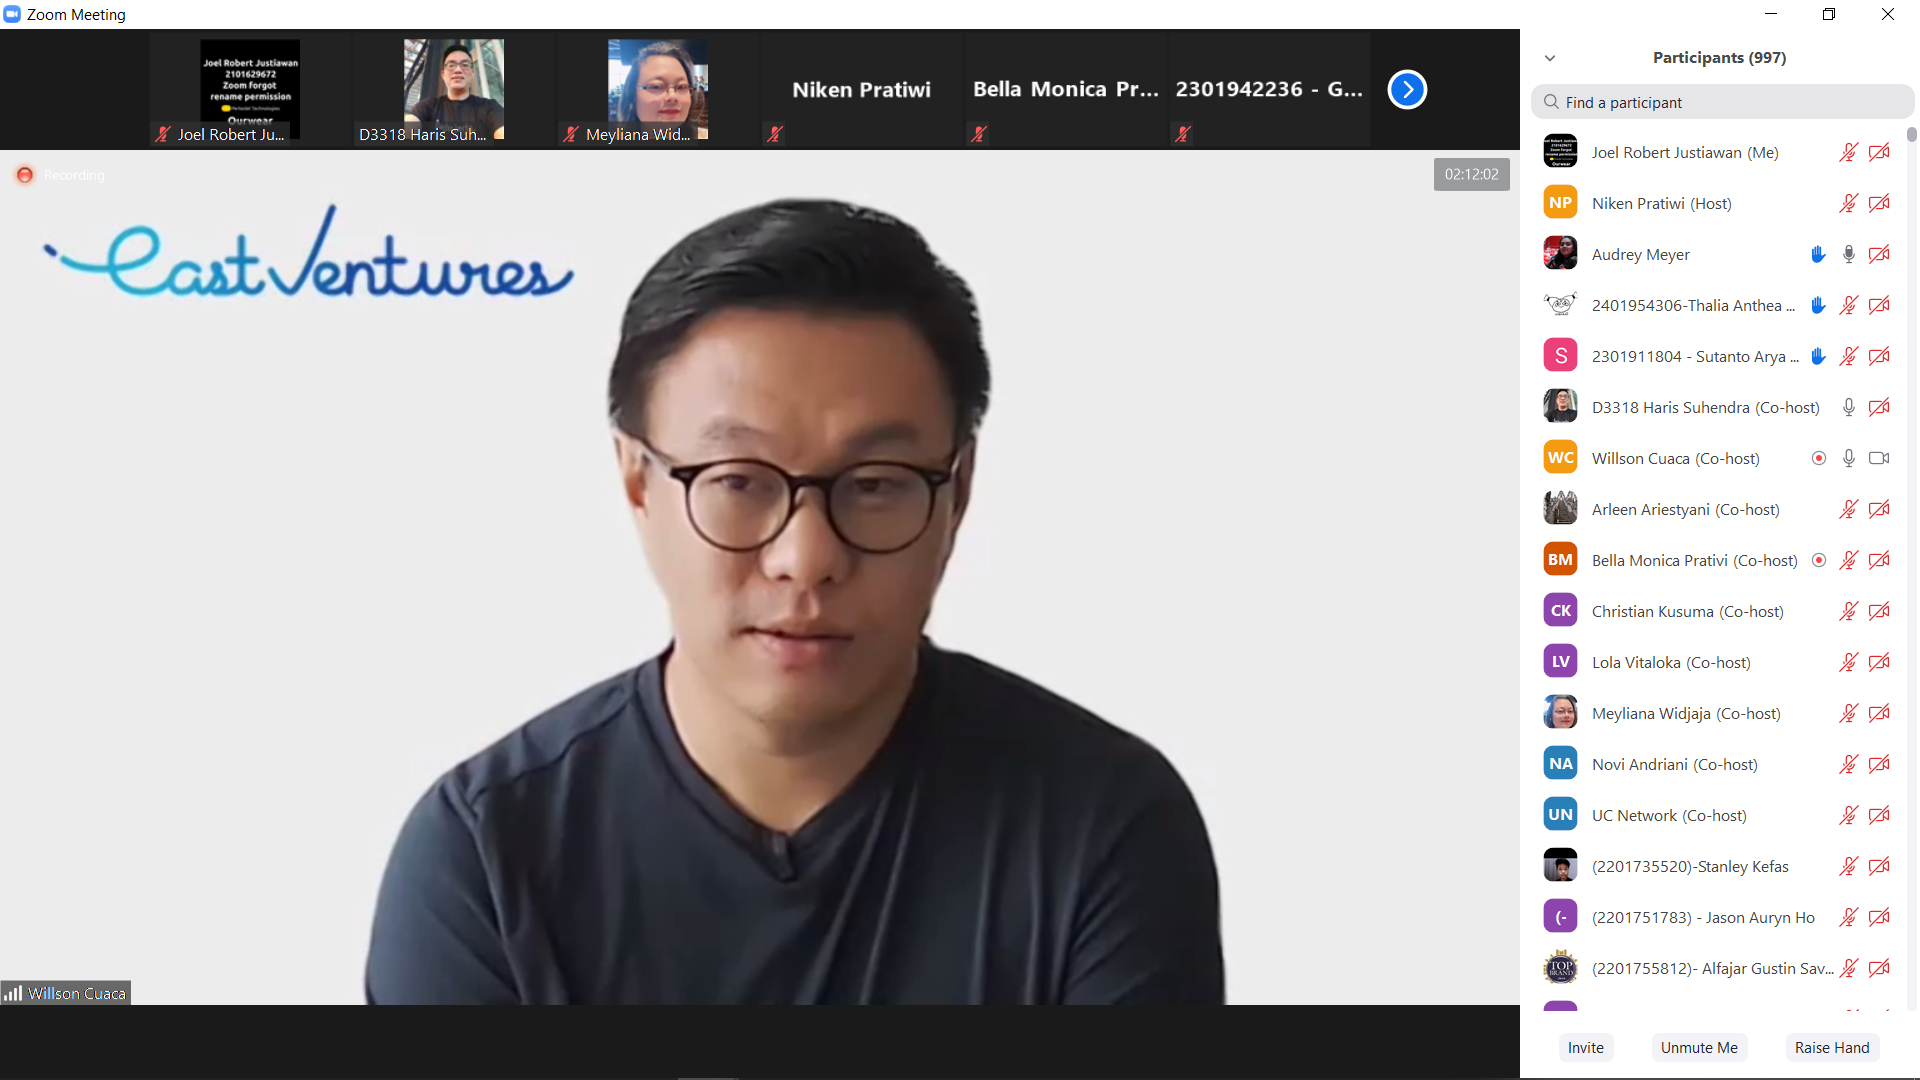 Zoom Meeting
Joel Robert Justiawan
2101629672
Zoom forgot
rename permission
Ourwear
Joel Robert Ju...
D3318 Haris Suh...
Meyliana Wid...
Niken Pratiwi
Bella Monica Pr...
2301942236 - G...
Recording
02:12:02
East Ventures
Willson Cuaca
Participants (997)
Find a participant
Joel Robert Justiawan (Me)
NP
Niken Pratiwi (Host)
Audrey Meyer
2401954306-Thalia Anthea ...
S
2301911804 - Sutanto Arya ...
D3318 Haris Suhendra (Co-host)
WC
Willson Cuaca (Co-host)
Arleen Ariestyani (Co-host)
BM
Bella Monica Prativi (Co-host)
CK
Christian Kusuma (Co-host)
LV
Lola Vitaloka (Co-host)
Meyliana Widjaja (Co-host)
NA
Novi Andriani (Co-host)
UN
UC Network (Co-host)
(2201735520)-Stanley Kefas
(-
(2201751783) - Jason Auryn Ho
TOP
BRAND
(2201755812)- Alfajar Gustin Sav...
Invite
Unmute Me
Raise Hand